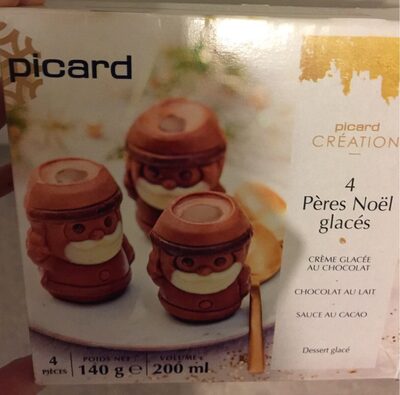 picard
picard
CRÉATION
4
Pères Noël
glacés
CRÈME GLACÉE
AU CHOCOLAT
CHOCOLAT AU LAIT
SAUCE AU CACAO
Dessert glacé
4 PIÈCES
POIDS NET
140 g e
VOLUME
200 ml